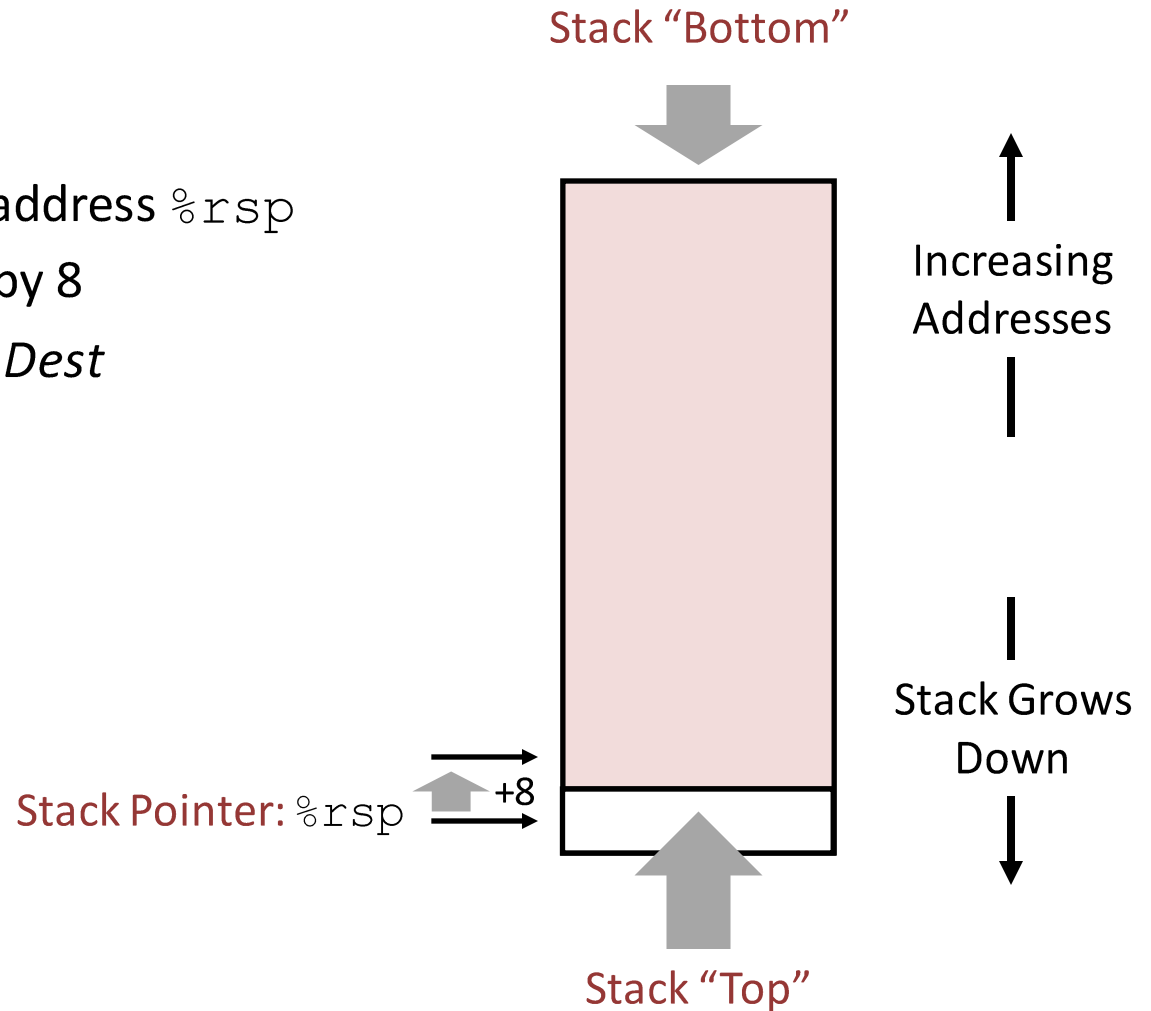 Stack “Bottom”
address %rsp
by 8
Dest
Increasing
Addresses
Stack Grows
Down
+8
Stack Pointer: %rsp
Stack “Top”